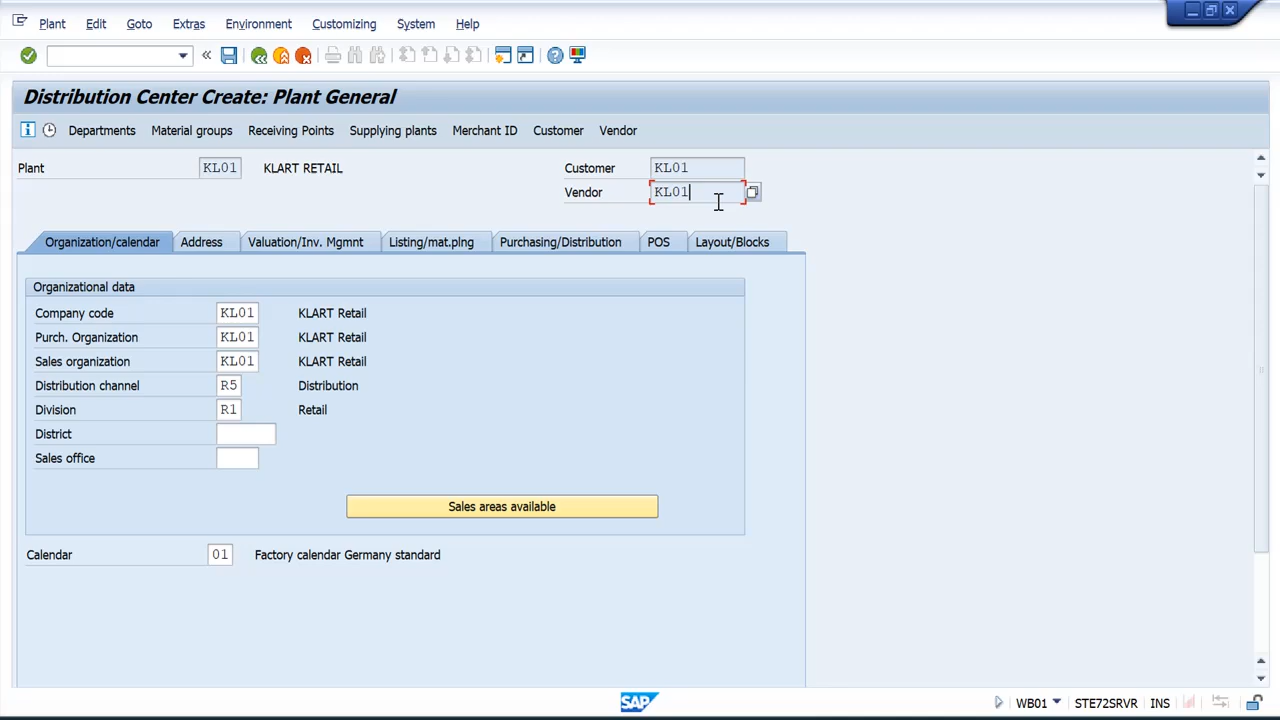 Plant Edit Goto Extras Environment Customizing System Help
Distribution Center Create: Plant General
Departments Material groups Receiving Points Supplying plants Merchant ID Customer Vendor
Plant KL01 KLART RETAIL Customer KL01
Vendor KL01
Organization/calendar Address Valuation/Inv. Mgmnt Listing/mat.plng Purchasing/Distribution POS Layout/Blocks
Organizational data
Company code KL01 KLART Retail
Purch. Organization KL01 KLART Retail
Sales organization KL01 KLART Retail
Distribution channel R5 Distribution
Division R1 Retail
District
Sales office
Sales areas available
Calendar 01 Factory calendar Germany standard
SAP WB01 STE72SRVR INS